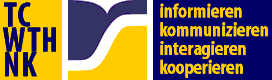 TC
WTH
NK
informieren
kommunizieren
interagieren
kooperieren